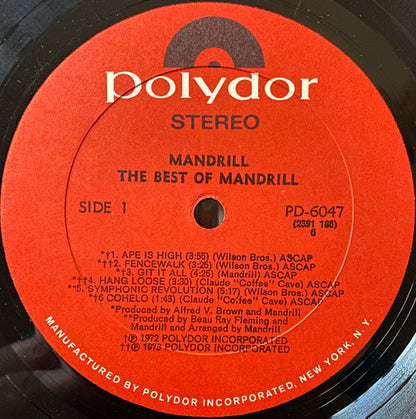 polydor
STEREO
MANDRILL
THE BEST OF MANDRILL
SIDE 1
PD-6047
(2391 185)
6
*†1. APE IS HIGH (3:55) (Wilson Bros.) ASCAP
*††2. FENCEWALK (3:25) (Wilson Bros.) ASCAP
*†3. GIT IT ALL (4:25) (Mandrill) ASCAP
*††4. HANG LOOSE (3:30) (Claude "Coffee" Cave) ASCAP
**5. SYMPHONIC REVOLUTION (5:17) (Wilson Bros.) ASCAP
*†6 COHELO (1:43) (Claude "Coffee" Cave) ASCAP
*Produced by Alfred V. Brown and Mandrill
**Produced by Beau Ray Fleming and
Mandrill and Arranged by Mandrill
†Ⓟ 1972 POLYDOR INCORPORATED
††Ⓟ 1973 POLYDOR INCORPORATED
MANUFACTURED BY POLYDOR INCORPORATED, NEW YORK, N.Y.